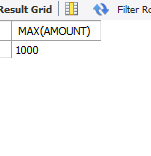 Result Grid Filter Ro
MAX(AMOUNT)
1000